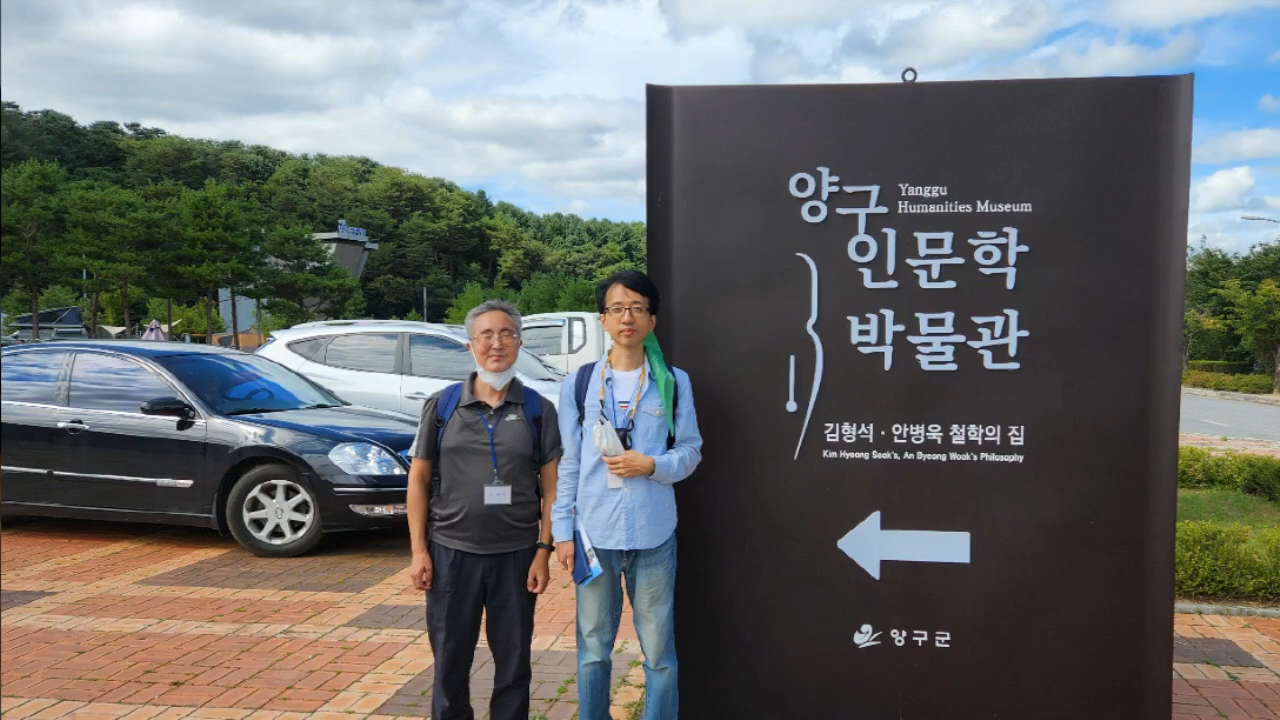 양구
Yanggu
Humanities Museum
인문학
박물관
김형석 · 안병욱 철학의 집
Kim Hyeong Seok's, An Byeong Wook's Philosophy
양구군